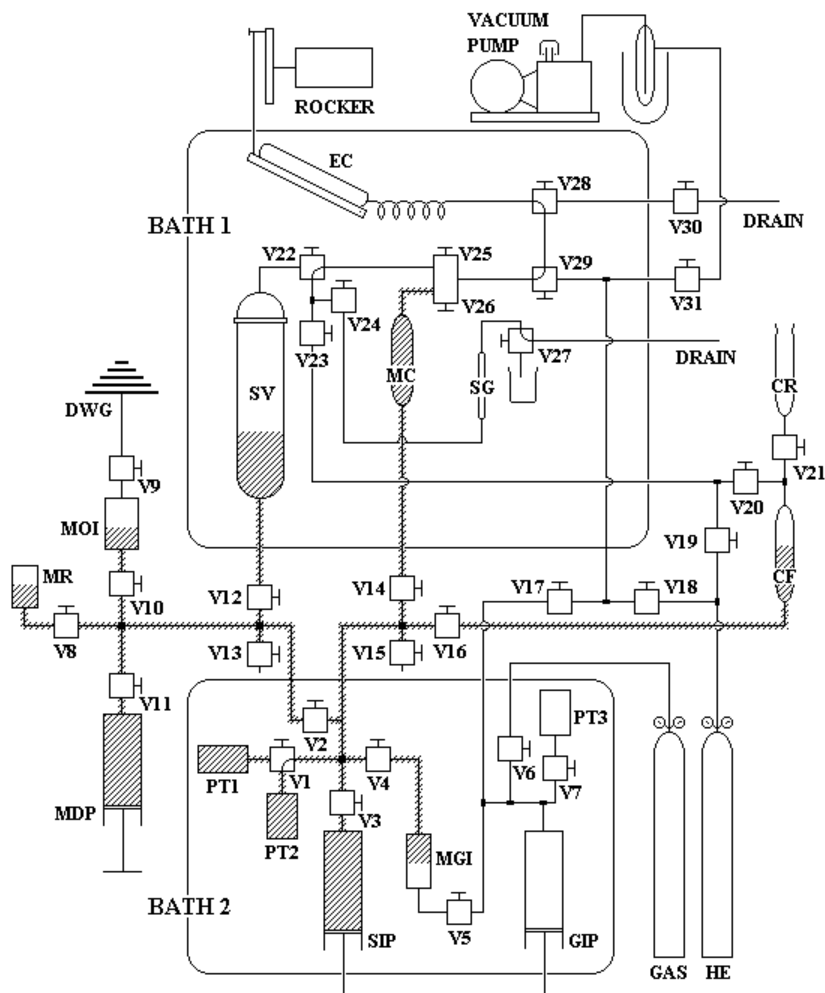 VACUUM
PUMP
ROCKER
EC
V28
BATH 1
V30
DRAIN
V22
V25
V29
V31
V24
V26
V23
V27
DRAIN
MC
SG
CR
DWG
SV
V21
V9
V20
MOI
V19
MR
V10
V12
V14
V17
V18
CF
V8
V13
V15
V16
V11
V2
PT3
PT1
V1
V4
V6
V7
V3
MDP
PT2
MGI
BATH 2
V5
SIP
GIP
GAS
HE